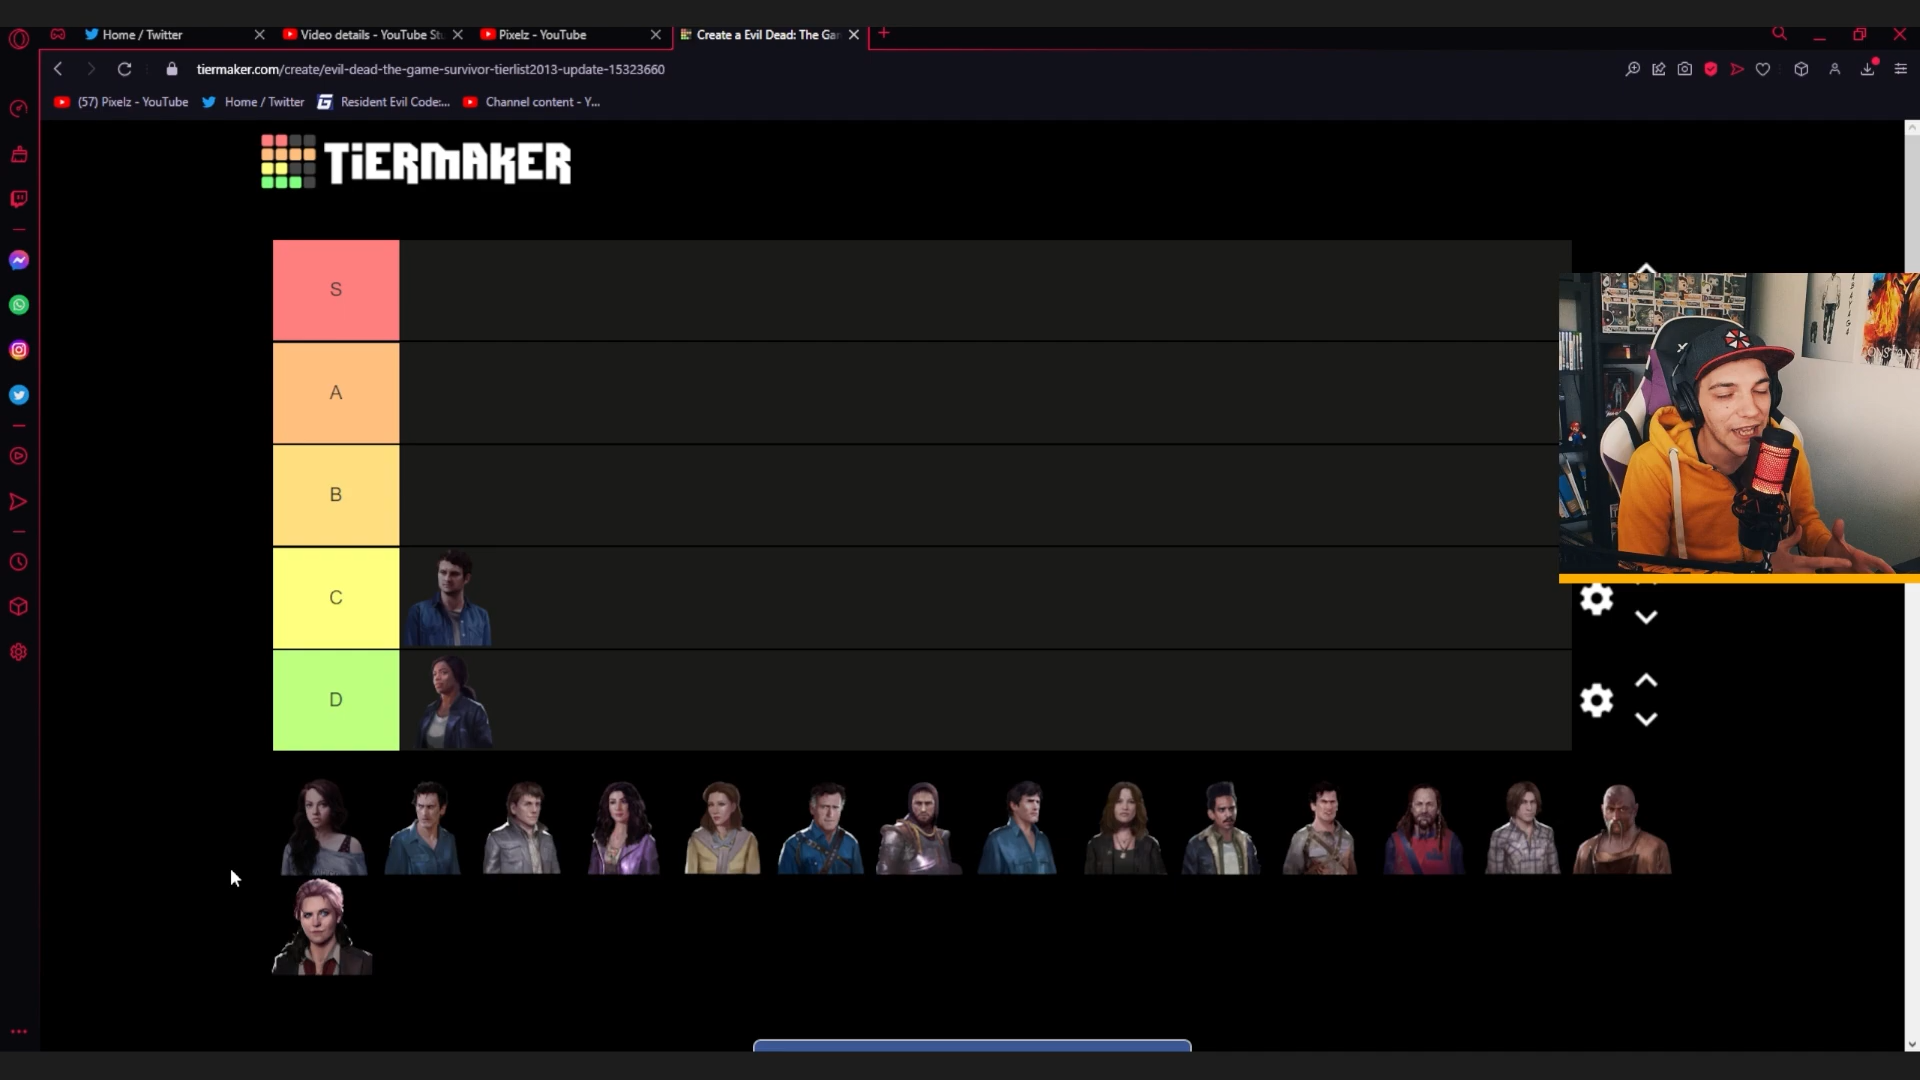 Home / Twitter
Video details - YouTube St
Pixelz - YouTube
Create a Evil Dead: The Gar
tiermaker.com/create/evil-dead-the-game-survivor-tierlist2013-update-15323660
(57) Pixelz - YouTube
Home / Twitter
Resident Evil Code:...
Channel content - Y...
TiERMAKER
S
A
B
C
D